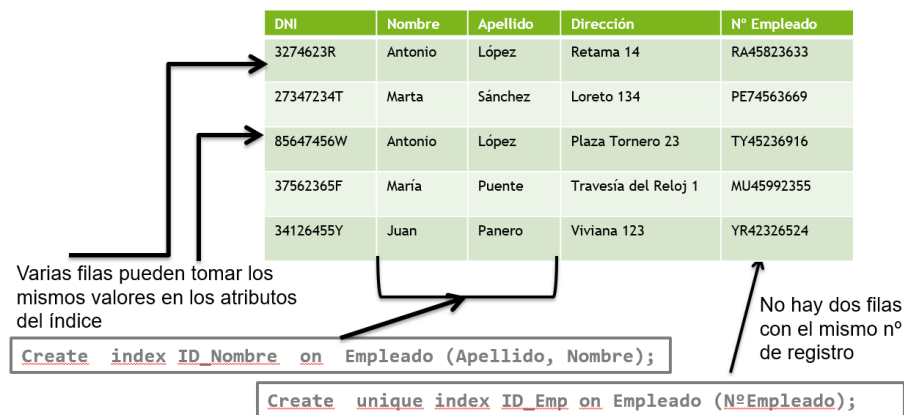 DNI Nombre Apellido Dirección Nº Empleado
3274623R Antonio López Retama 14 RA45823633
27347234T Marta Sánchez Loreto 134 PE74563669
85647456W Antonio López Plaza Tornero 23 TY45236916
37562365F María Puente Travesía del Reloj 1 MU45992355
34126455Y Juan Panero Viviana 123 YR42326524
Varias filas pueden tomar los
mismos valores en los atributos
del índice
No hay dos filas
con el mismo nº
de registro
Create index ID_Nombre on Empleado (Apellido, Nombre);
Create unique index ID_Emp on Empleado (NºEmpleado);